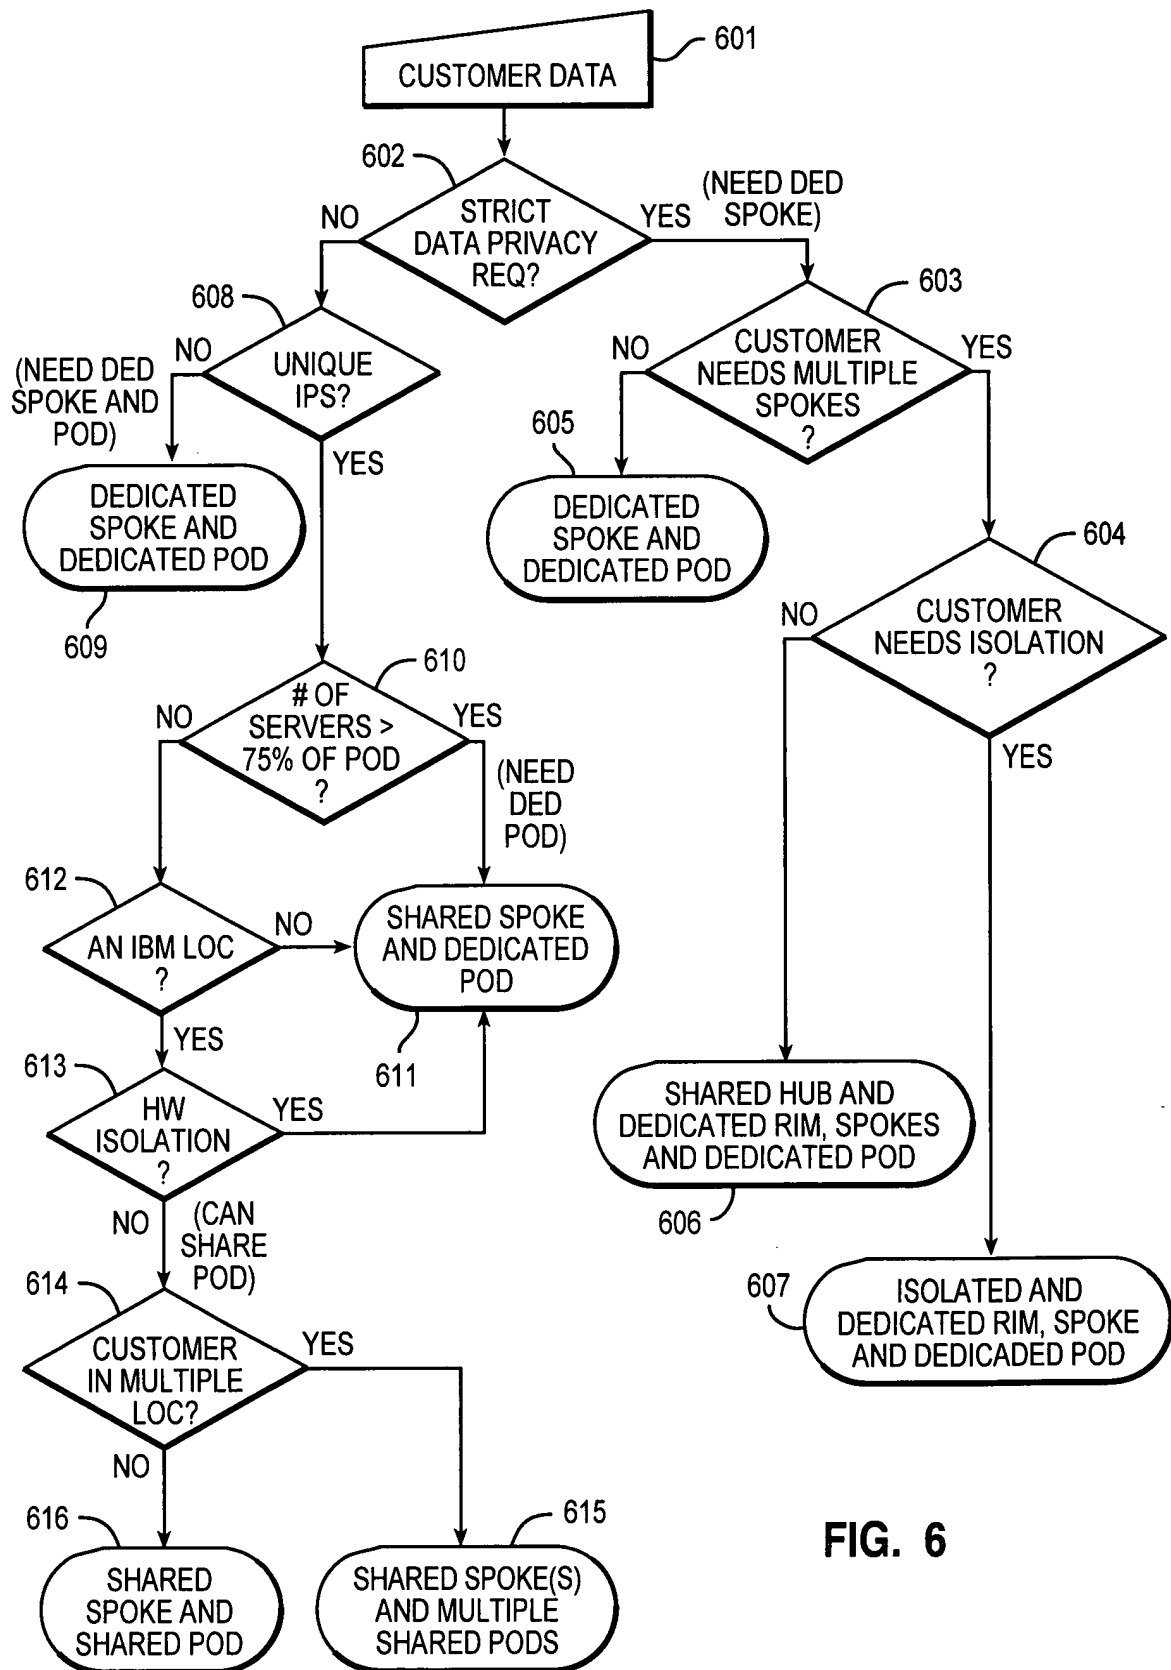 601
CUSTOMER DATA
602
NO
STRICT
DATA PRIVACY
REQ?
YES
(NEED DED
SPOKE)
608
NO
(NEED DED
SPOKE AND
POD)
UNIQUE
IPS?
YES
603
NO
CUSTOMER
NEEDS MULTIPLE
SPOKES
?
YES
605
DEDICATED
SPOKE AND
DEDICATED POD
609
DEDICATED
SPOKE AND
DEDICATED POD
604
NO
CUSTOMER
NEEDS ISOLATION
?
YES
610
NO
# OF
SERVERS >
75% OF POD
?
YES
(NEED
DED
POD)
612
AN IBM LOC
?
NO
YES
SHARED SPOKE
AND DEDICATED
POD
611
613
HW
ISOLATION
?
YES
NO
(CAN
SHARE
POD)
SHARED HUB AND
DEDICATED RIM, SPOKES
AND DEDICATED POD
606
607
ISOLATED AND
DEDICATED RIM, SPOKE
AND DEDICADED POD
614
CUSTOMER
IN MULTIPLE
LOC?
YES
NO
616
SHARED
SPOKE AND
SHARED POD
615
SHARED SPOKE(S)
AND MULTIPLE
SHARED PODS
FIG. 6